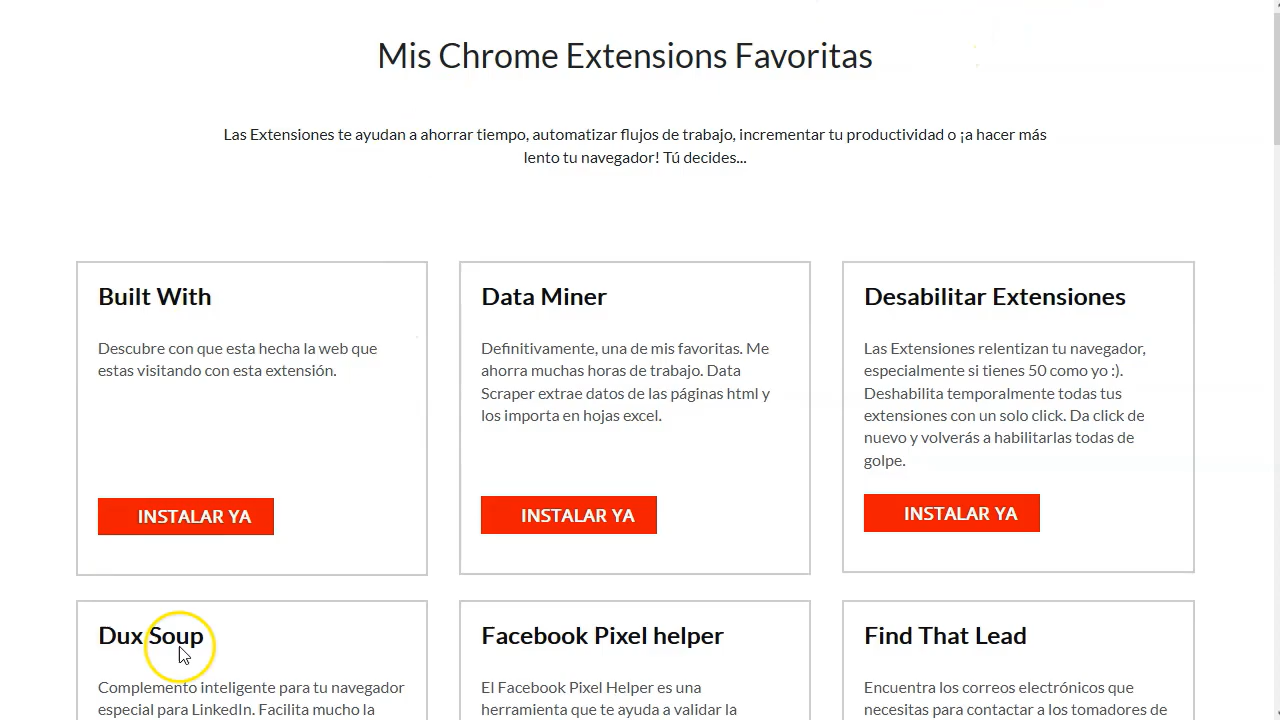 Mis Chrome Extensions Favoritas
Las Extensiones te ayudan a ahorrar tiempo, automatizar flujos de trabajo, incrementar tu productividad o ¡a hacer más
lento tu navegador! Tú decides...
Built With
Descubre con que esta hecha la web que
estas visitando con esta extensión.
INSTALAR YA
Data Miner
Definitivamente, una de mis favoritas. Me
ahorra muchas horas de trabajo. Data
Scraper extrae datos de las páginas html y
los importa en hojas excel.
INSTALAR YA
Desabilitar Extensiones
Las Extensiones relentizan tu navegador,
especialmente si tienes 50 como yo :).
Deshabilita temporalmente todas tus
extensiones con un solo click. Da click de
nuevo y volverás a habilitarlas todas de
golpe.
INSTALAR YA
Dux Soup
Complemento inteligente para tu navegador
especial para LinkedIn. Facilita mucho la
Facebook Pixel helper
El Facebook Pixel Helper es una
herramienta que te ayuda a validar la
Find That Lead
Encuentra los correos electrónicos que
necesitas para contactar a los tomadores de